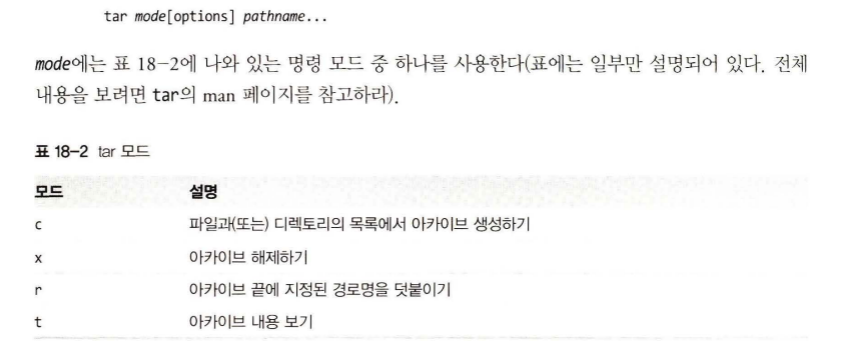 tar mode[options] pathname...
mode에는 표 18-2에 나와 있는 명령 모드 중 하나를 사용한다(표에는 일부만 설명되어 있다. 전체
내용을 보려면 tar의 man 페이지를 참고하라).
표 18-2 tar 모드
모드 설명
c 파일과(또는) 디렉토리의 목록에서 아카이브 생성하기
x 아카이브 해제하기
r 아카이브 끝에 지정된 경로명을 덧붙이기
t 아카이브 내용 보기